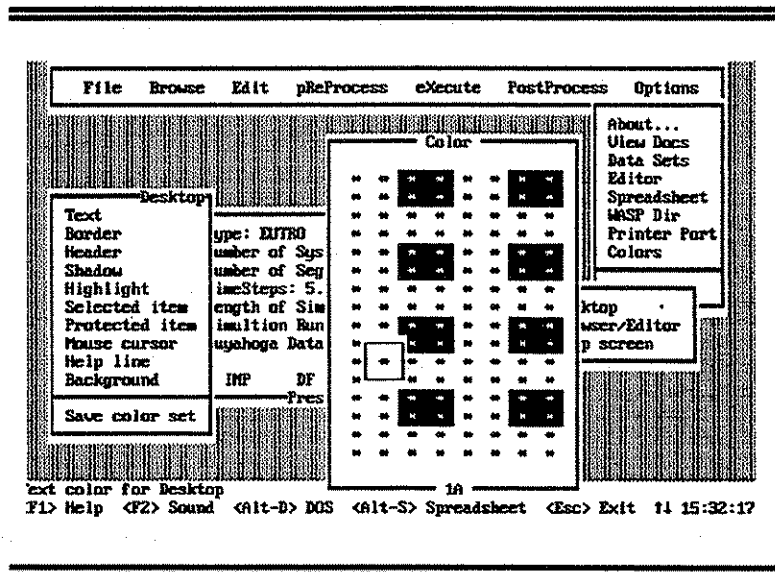 File Browse Edit pReProcess eXecute PostProcess Options
About...
View Docs
Data Sets
Editor
Spreadsheet
WASP Dir
Printer Port
Colors
Color
1A
Desktop
Text
Border
Header
Shadow
Highlight
Selected item
Protected item
Mouse cursor
Help line
Background
Save color set
ype: EUTRO
umber of Sys
umber of Seg
imeSteps: 5.
ength of Sim
imultion Run
uyahoga Data
IMP DF
Pres
ktop
wser/Editor
p screen
ext color for Desktop
F1> Help <F2> Sound <Alt-D> DOS <Alt-S> Spreadsheet <Esc> Exit ↑↓ 15:32:17